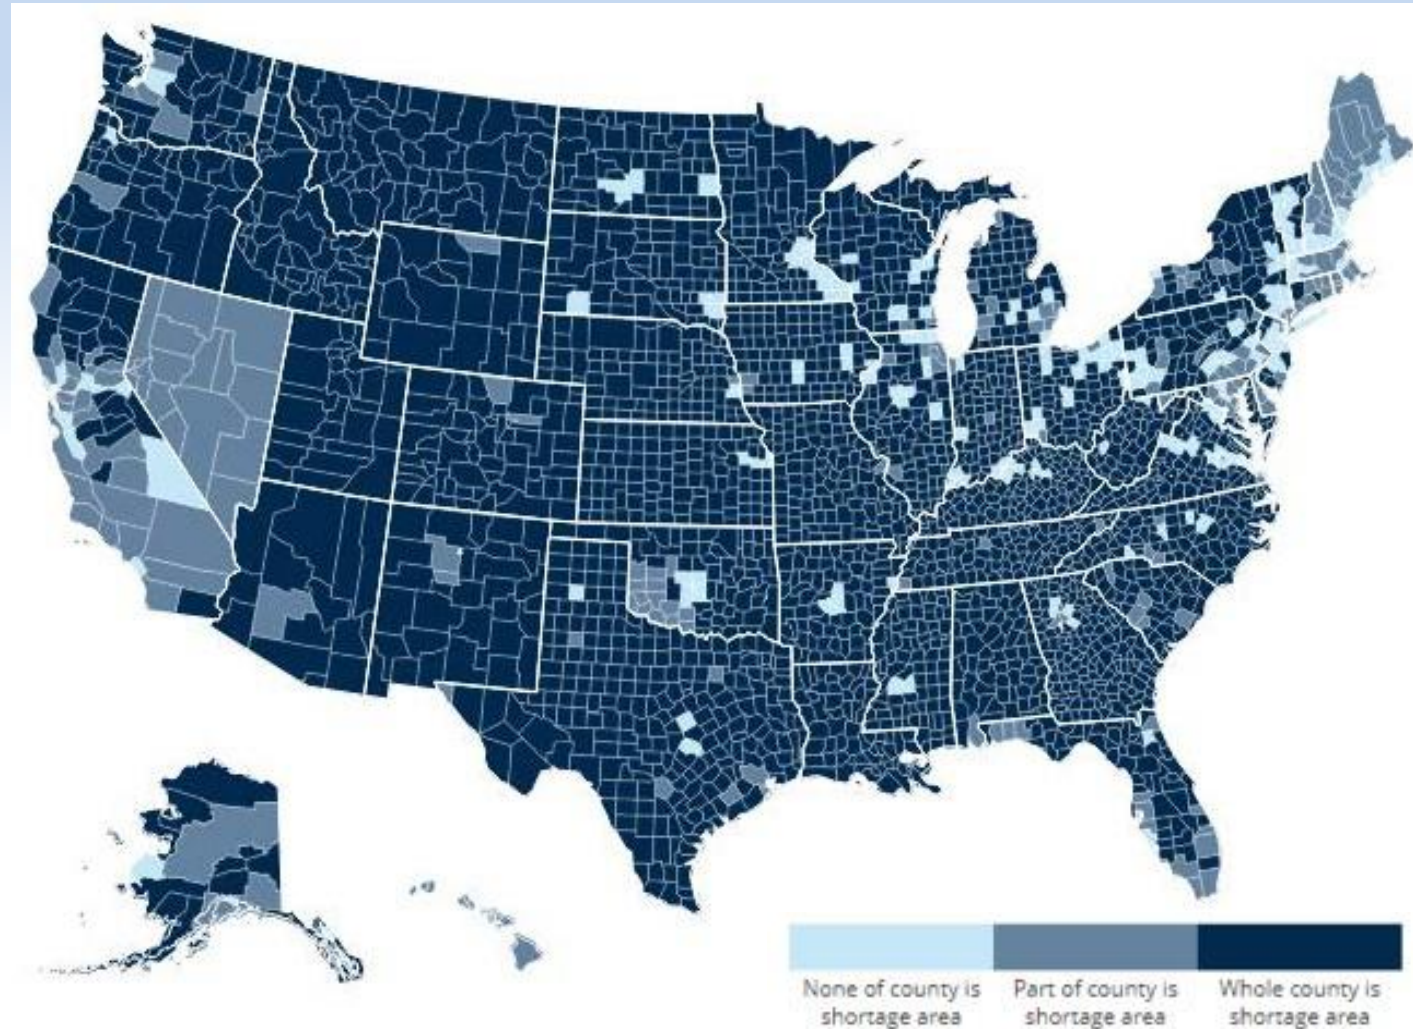 None of county is
shortage area
Part of county is
shortage area
Whole county is
shortage area